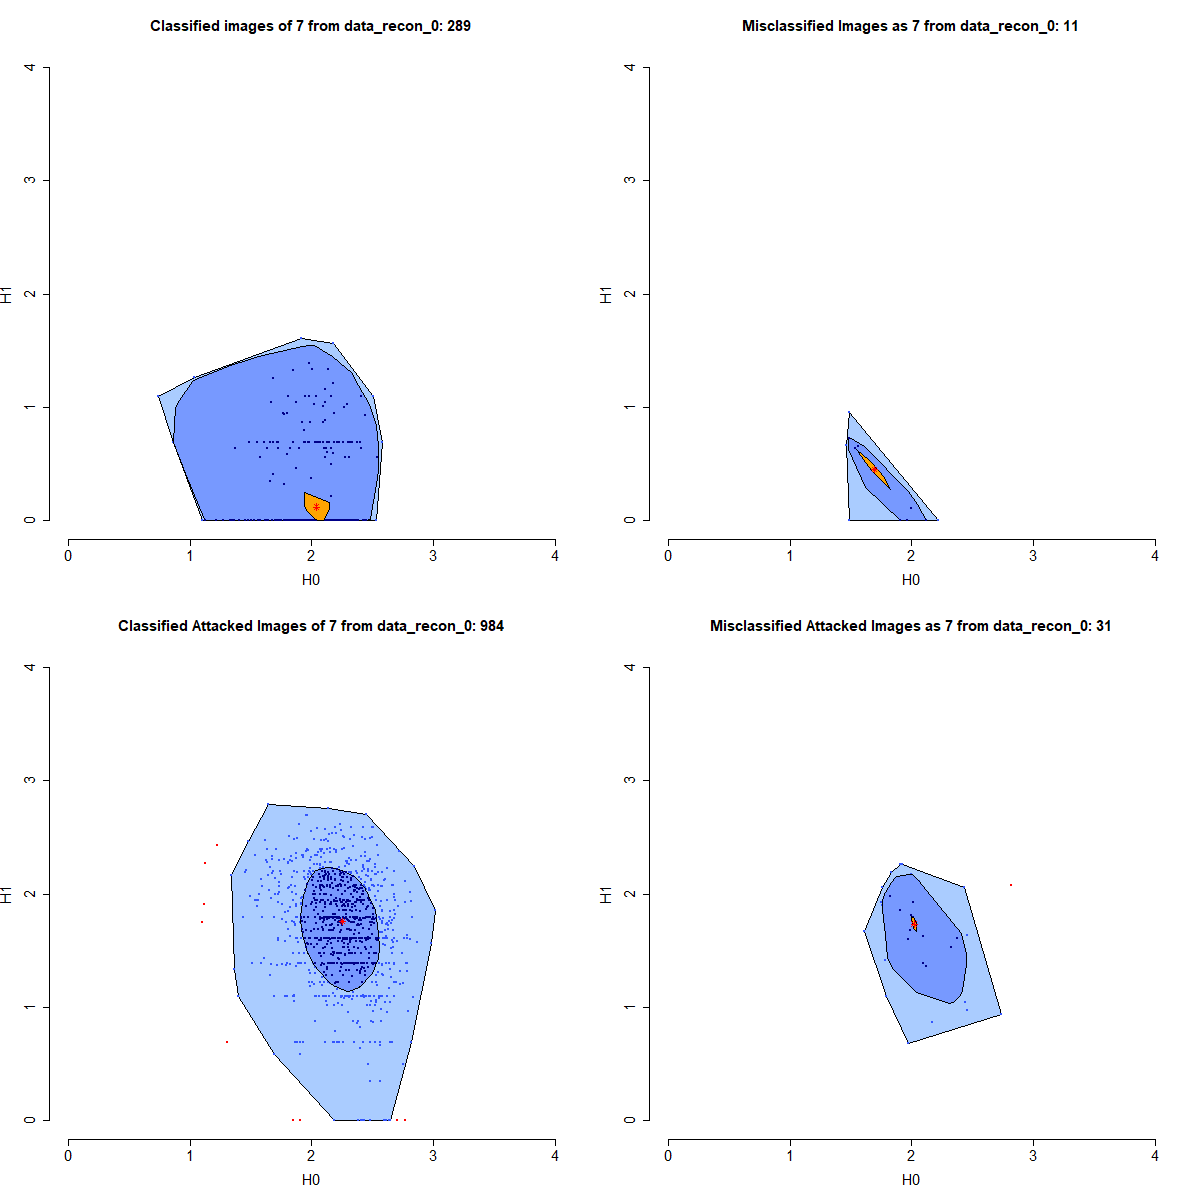 Classified images of 7 from data_recon_0: 289
4
3
2
1
0
H1
0 1 2 3 4
H0
Misclassified Images as 7 from data_recon_0: 11
4
3
2
1
0
H1
0 1 2 3 4
H0
Classified Attacked Images of 7 from data_recon_0: 984
4
3
2
1
0
H1
0 1 2 3 4
H0
Misclassified Attacked Images as 7 from data_recon_0: 31
4
3
2
1
0
H1
0 1 2 3 4
H0